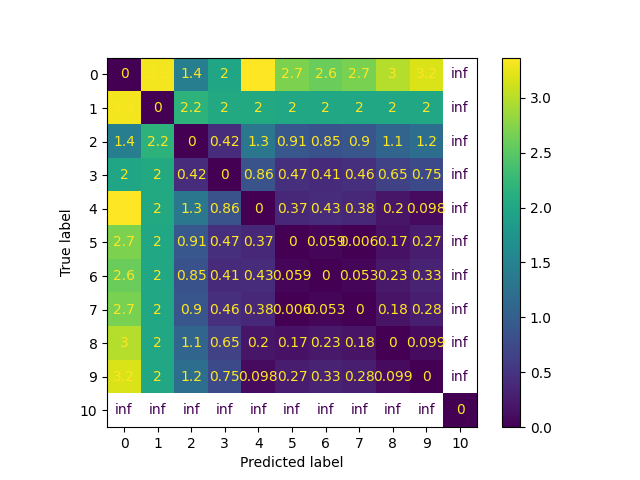 0 1.4 2 2.7 2.6 2.7 3 3.2 inf
0 2.2 2 2 2 2 2 2 2 inf
1.4 2.2 0 0.42 1.3 0.91 0.85 0.9 1.1 1.2 inf
2 2 0.42 0 0.86 0.47 0.41 0.46 0.65 0.75 inf
2 1.3 0.86 0 0.37 0.43 0.38 0.2 0.098 inf
2.7 2 0.91 0.47 0.37 0 0.059 0.006 0.17 0.27 inf
2.6 2 0.85 0.41 0.43 0.059 0 0.053 0.23 0.33 inf
2.7 2 0.9 0.46 0.38 0.006 0.053 0 0.18 0.28 inf
3 2 1.1 0.65 0.2 0.17 0.23 0.18 0 0.099 inf
3.2 2 1.2 0.75 0.098 0.27 0.33 0.28 0.099 0 inf
inf inf inf inf inf inf inf inf inf inf 0
0
1
2
3
4
5
6
7
8
9
10
True label
0 1 2 3 4 5 6 7 8 9 10
Predicted label
3.0
2.5
2.0
1.5
1.0
0.5
0.0